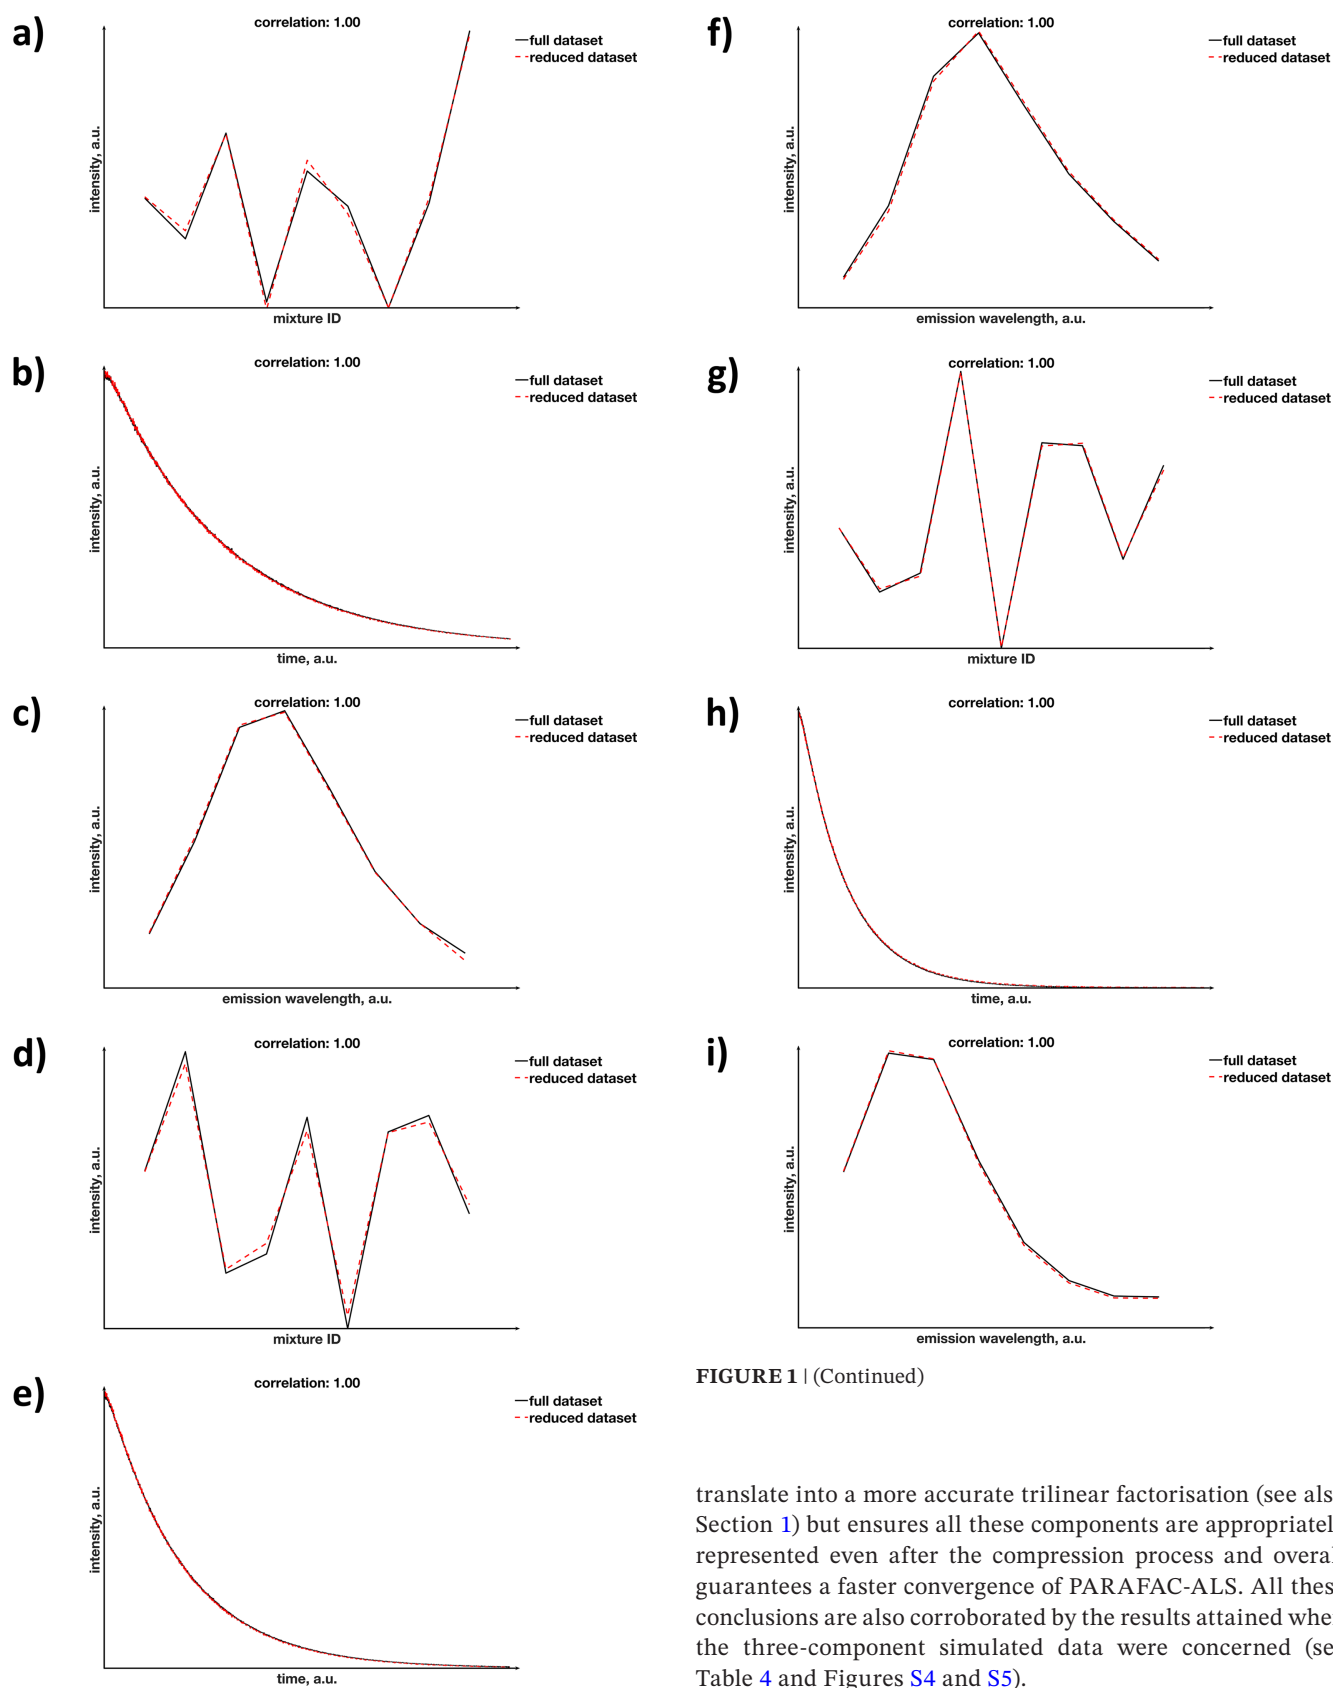 a)
correlation: 1.00
full dataset
reduced dataset
intensity, a.u.
mixture ID
b)
correlation: 1.00
full dataset
reduced dataset
intensity, a.u.
time, a.u.
c)
correlation: 1.00
full dataset
reduced dataset
intensity, a.u.
emission wavelength, a.u.
d)
correlation: 1.00
full dataset
reduced dataset
intensity, a.u.
mixture ID
e)
correlation: 1.00
full dataset
reduced dataset
intensity, a.u.
time, a.u.
f)
correlation: 1.00
full dataset
reduced dataset
intensity, a.u.
emission wavelength, a.u.
g)
correlation: 1.00
full dataset
reduced dataset
intensity, a.u.
mixture ID
h)
correlation: 1.00
full dataset
reduced dataset
intensity, a.u.
time, a.u.
i)
correlation: 1.00
full dataset
reduced dataset
intensity, a.u.
emission wavelength, a.u.
FIGURE 1 | (Continued)
translate into a more accurate trilinear factorisation (see als
Section 1) but ensures all these components are appropriatel
represented even after the compression process and overal
guarantees a faster convergence of PARAFAC-ALS. All thes
conclusions are also corroborated by the results attained whe
the three-component simulated data were concerned (se
Table 4 and Figures S4 and S5).